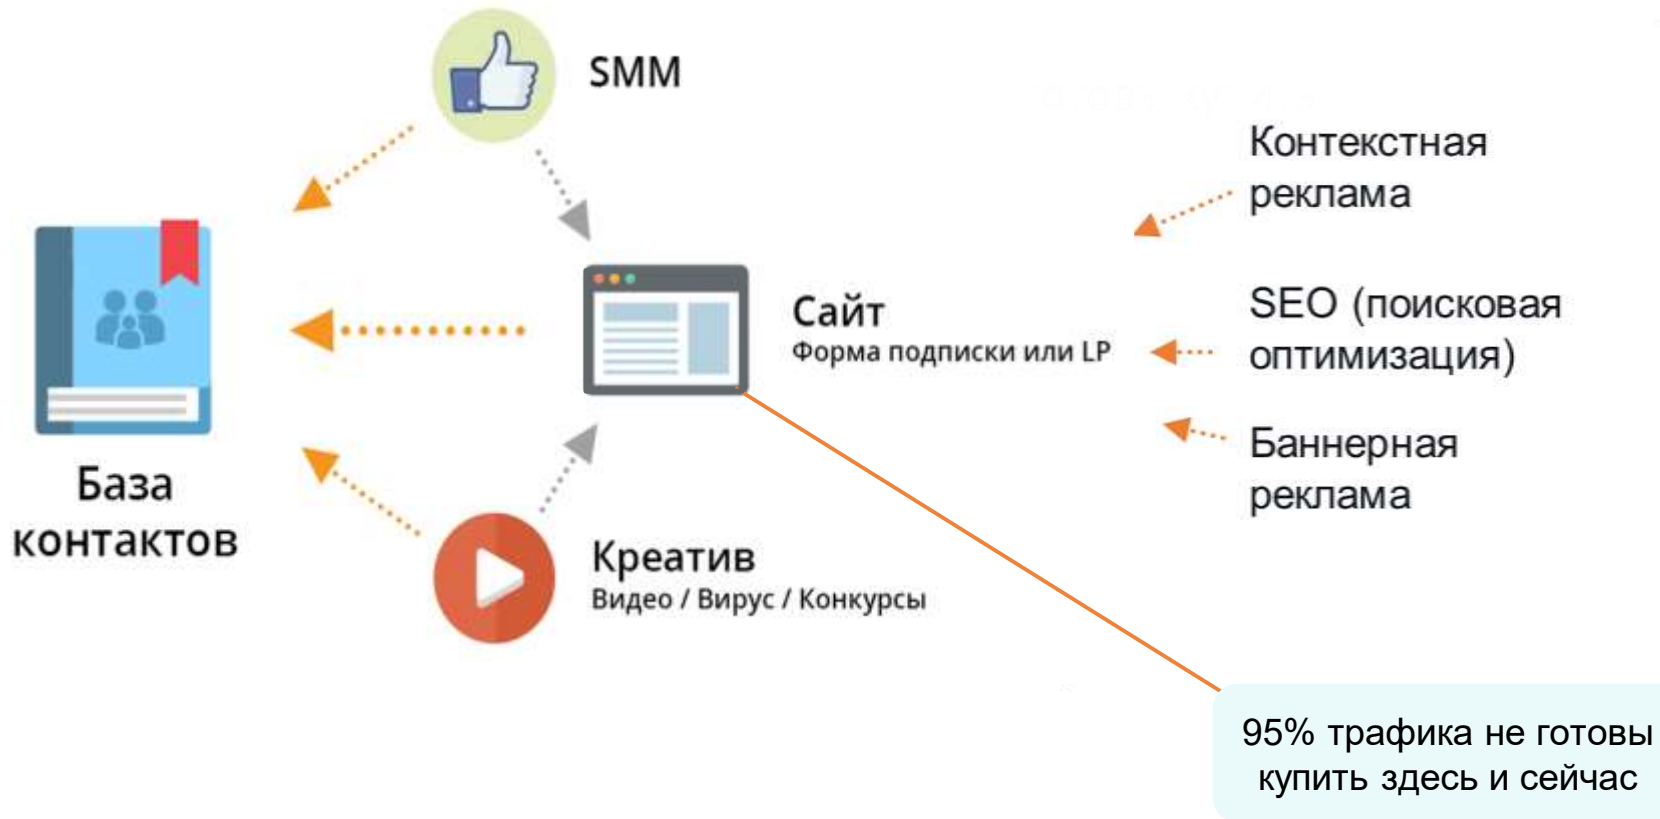 SMM
Контекстная
реклама
Сайт
Форма подписки или LP
SEO (поисковая
оптимизация)
База
контактов
Баннерная
реклама
Креатив
Видео / Вирус / Конкурсы
95% трафика не готовы
купить здесь и сейчас